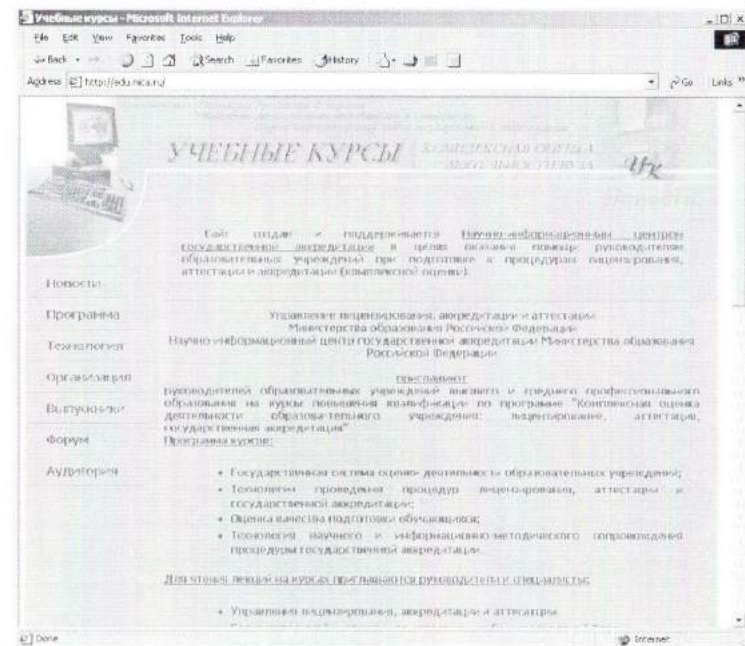 Учебные курсы - Microsoft Internet Explorer
File Edit View Favorites Tools Help
Back Search Favorites History
Address http://edu.nica.ru/ Go Links »
УЧЕБНЫЕ КУРСЫ
КОМПЛЕКСНАЯ ОЦЕНКА
УК
Сайт создан и поддерживается Научно-информационным центром
государственной аккредитации в целях оказания помощи руководителям
образовательных учреждений при подготовке к процедурам лицензирования,
аттестации и аккредитации (комплексной оценки).
Новости
Программа
Технология
Организация
Выпускники
Форум
Аудитория
Управление лицензирования, аккредитации и аттестации
Министерства образования Российской Федерации
Научно-информационный центр государственной аккредитации Министерства образования
Российской Федерации
приглашают
руководителей образовательных учреждений высшего и среднего профессионального
образования на курсы повышения квалификации по программе "Комплексная оценка
деятельности образовательного учреждения: лицензирование, аттестация,
государственная аккредитация"
Программа курсов:
• Государственная система оценки деятельности образовательных учреждений;
• Технологии проведения процедур лицензирования, аттестации и
государственной аккредитации;
• Оценка качества подготовки обучающихся;
• Технология научного и информационно-методического сопровождения
процедуры государственной аккредитации.
Для чтения лекций на курсах приглашаются руководители и специалисты:
• Управления лицензирования, аккредитации и аттестации
Done Internet